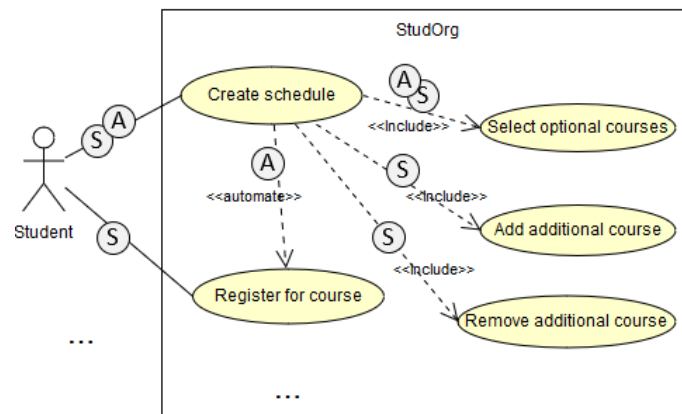 StudOrg
A
Create schedule
S
A
<<Include>>
Select optional courses
S
A
S
<<automate>>
<<Include>>
Student
S
S
Add additional course
<<Include>>
Register for course
Remove additional course
...
...